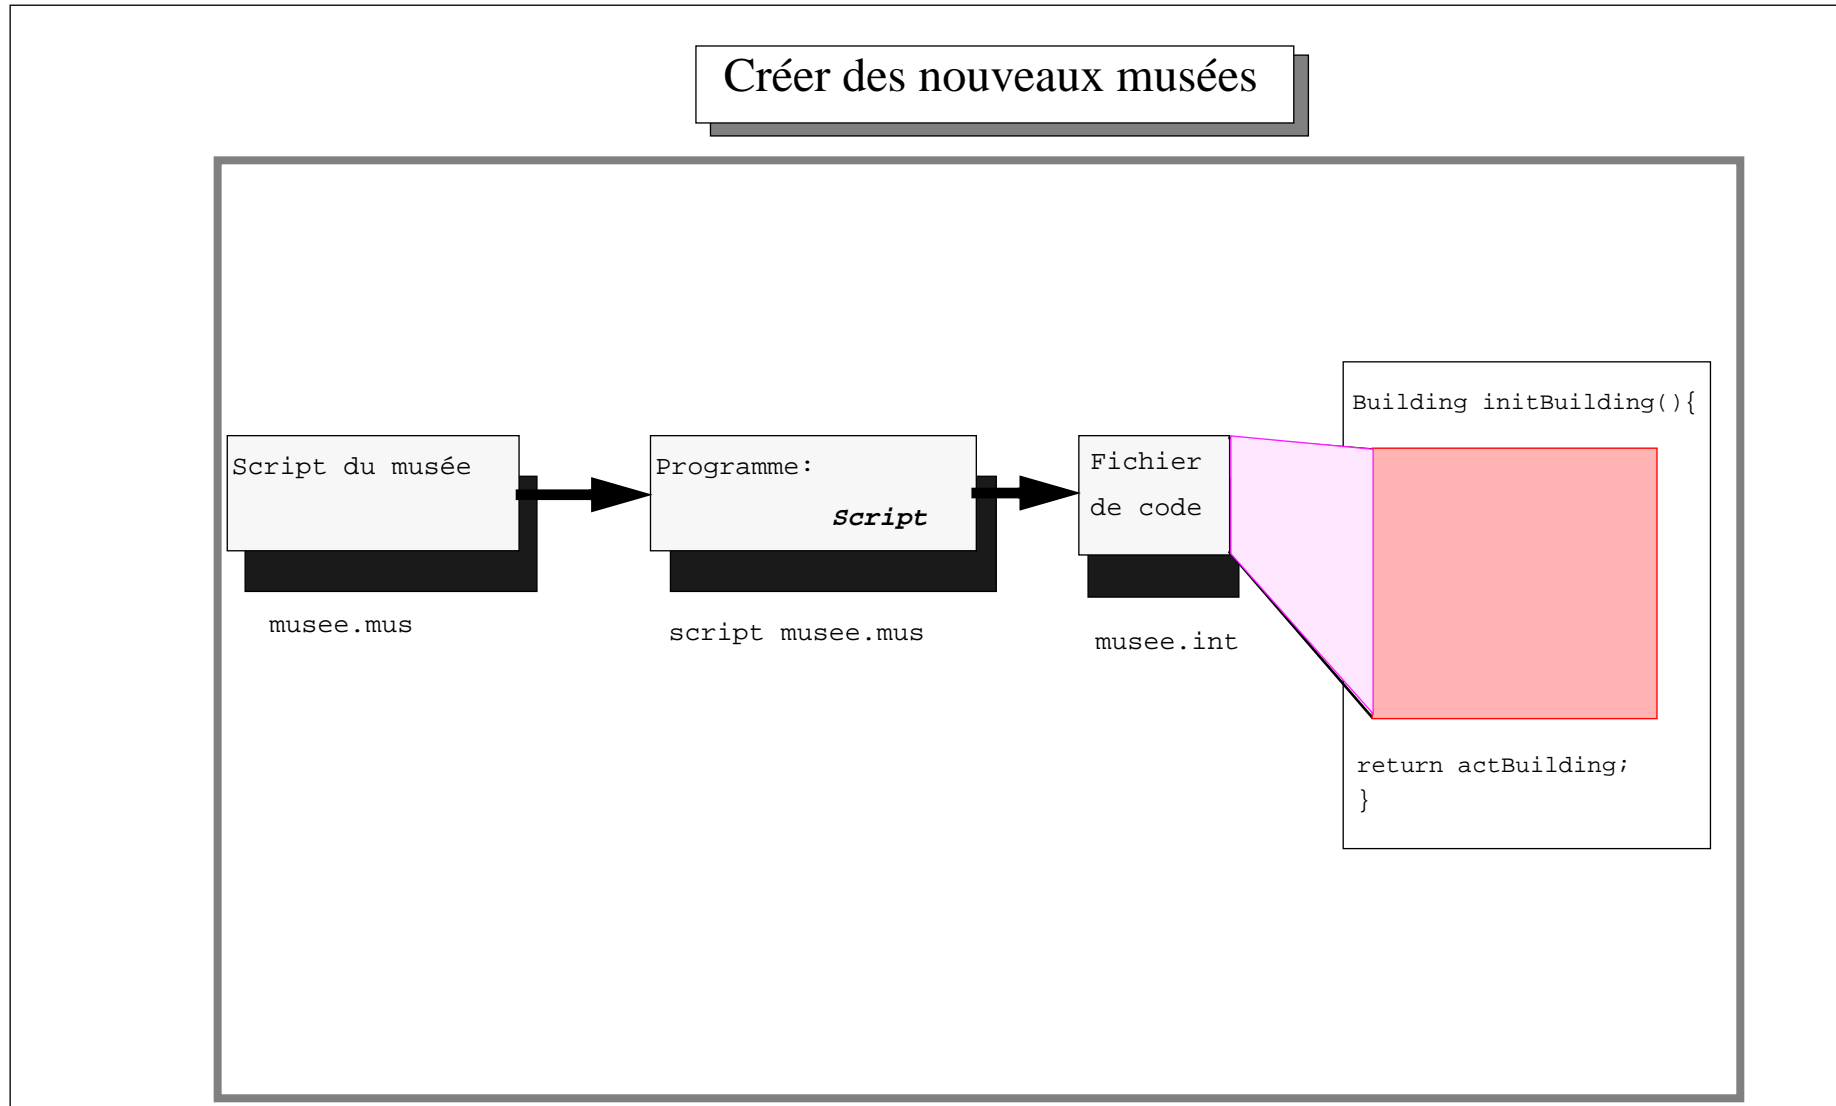 Créer des nouveaux musées
Script du musée
musee.mus
Programme:
Script
script musee.mus
Fichier
de code
musee.int
Building initBuilding(){
return actBuilding;
}